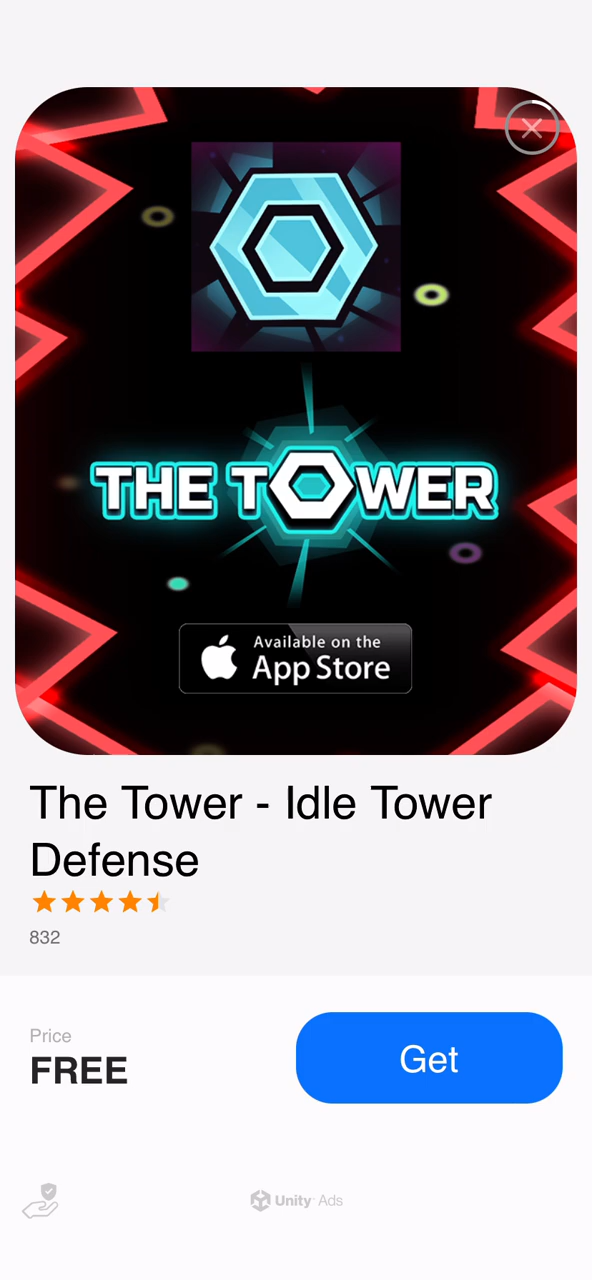 THE TOWER
Available on the
App Store
The Tower - Idle Tower
Defense
832
Price
FREE
Get
Unity Ads